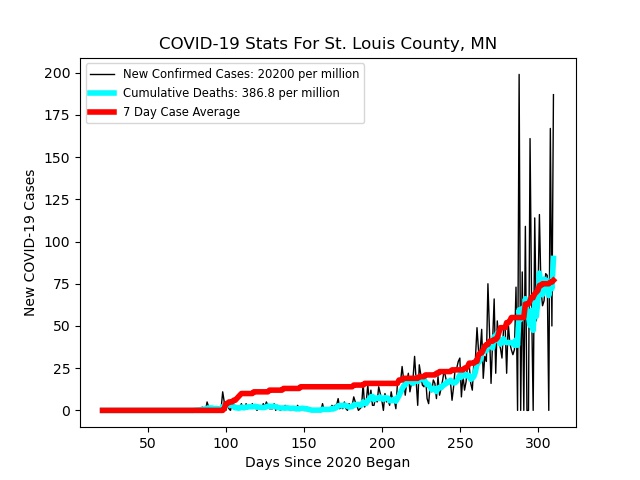 COVID-19 Stats For St. Louis County, MN
New Confirmed Cases: 20200 per million
Cumulative Deaths: 386.8 per million
7 Day Case Average
New COVID-19 Cases
200
175
150
125
100
75
50
25
0
50 100 150 200 250 300
Days Since 2020 Began